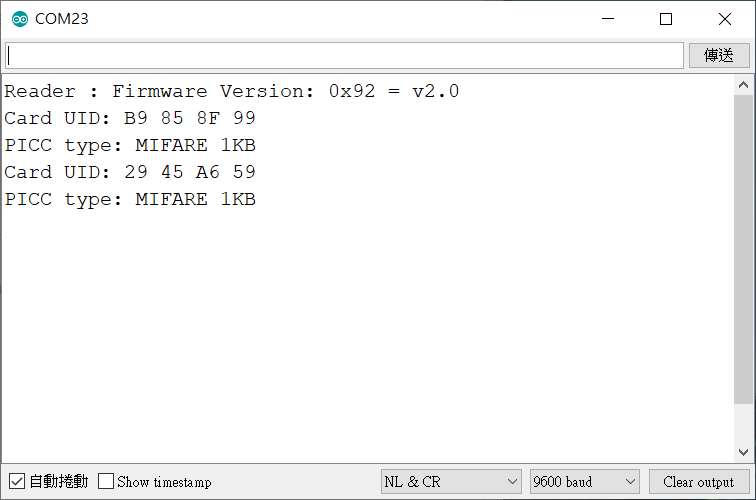 COM23
傳送
Reader : Firmware Version: 0x92 = v2.0
Card UID: B9 85 8F 99
PICC type: MIFARE 1KB
Card UID: 29 45 A6 59
PICC type: MIFARE 1KB
自動捲動 Show timestamp NL & CR 9600 baud Clear output